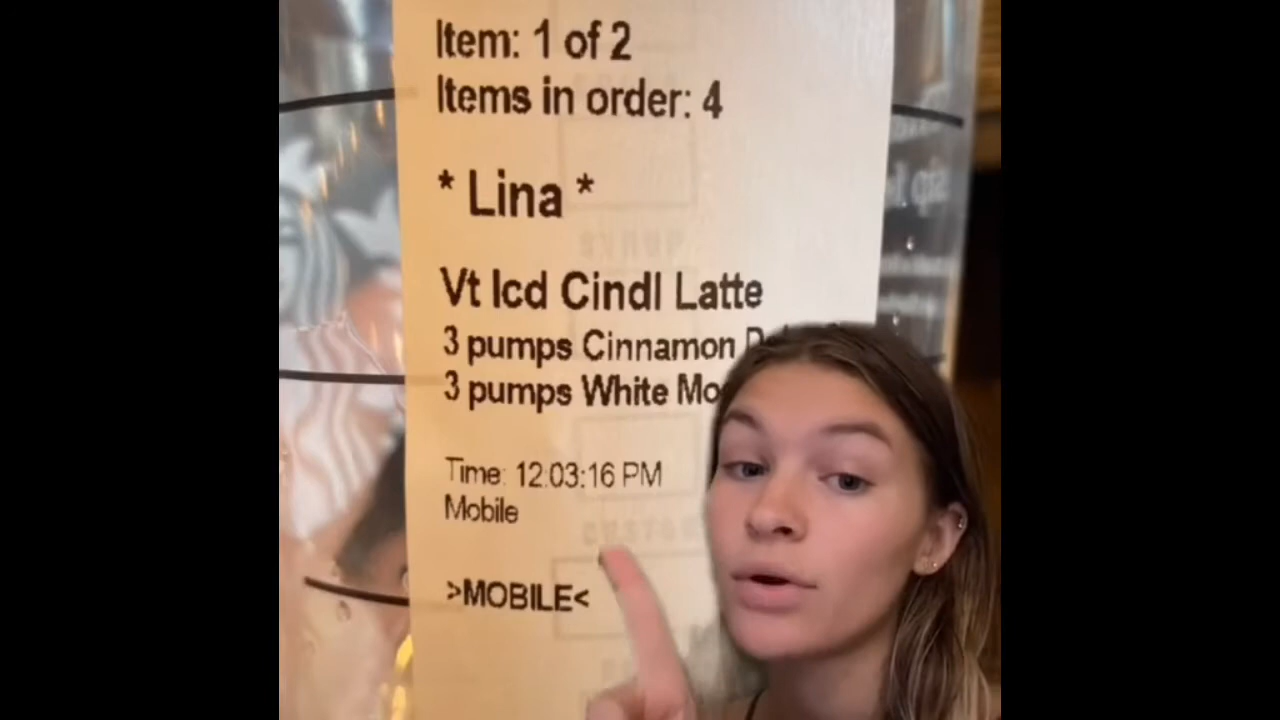 Item: 1 of 2
Items in order: 4
* Lina *
Vt Icd Cindl Latte
3 pumps Cinnamon
3 pumps White
Time: 12:03:16 PM
Mobile
>MOBILE<